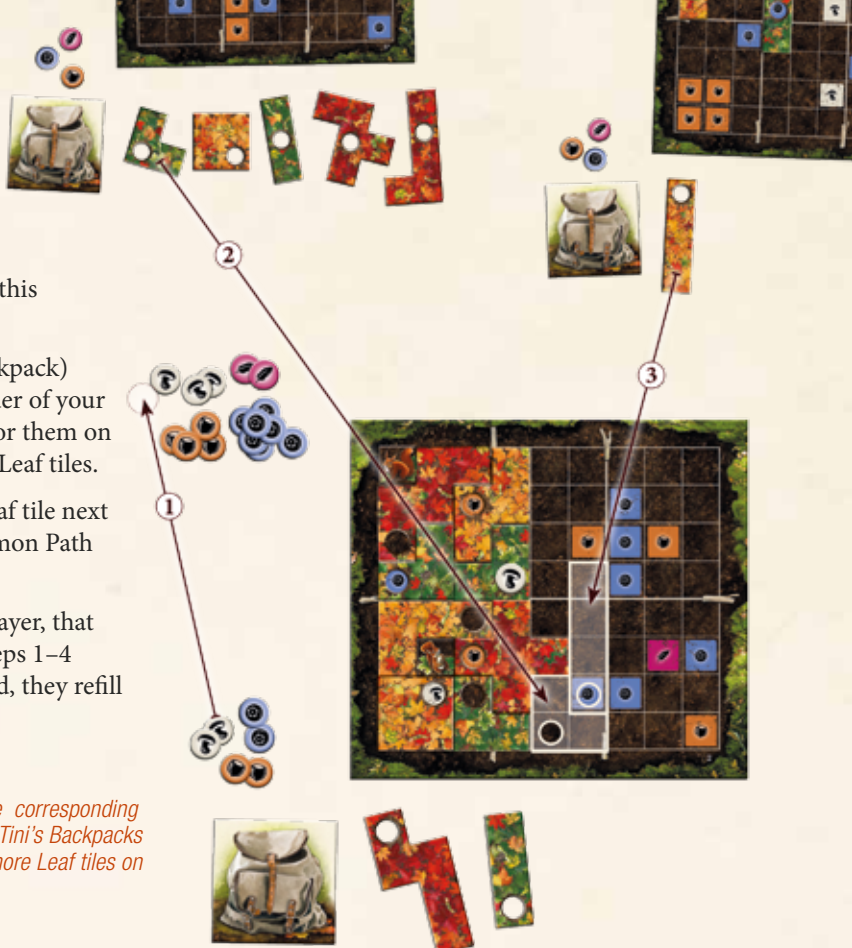 2
this
3
kpack)
er of your
or them on
Leaf tiles.
1
af tile next
mon Path
ayer, that
eps 1–4
d, they refill
corresponding
Tini's Backpacks
more Leaf tiles on